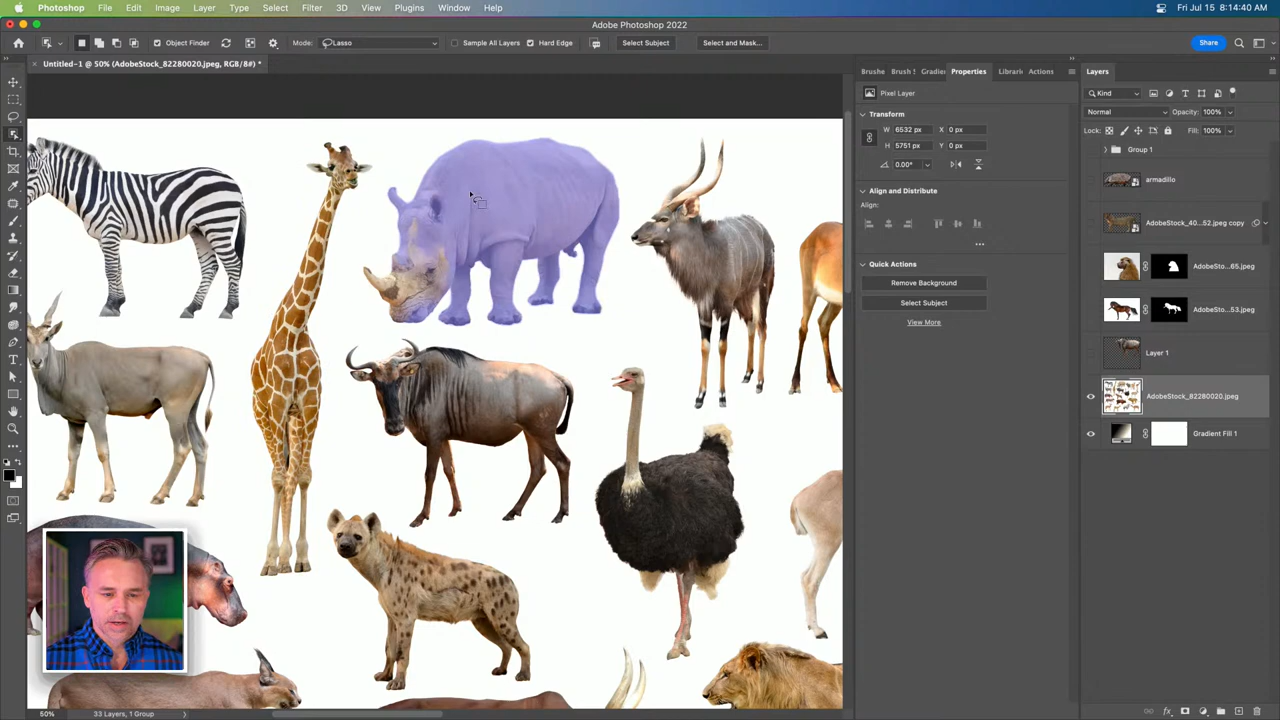 Photoshop File Edit Image Layer Type Select Filter 3D View Plugins Window Help Fri Jul 15 8:14:40 AM
Adobe Photoshop 2022
Object Finder Mode: Lasso Sample All Layers Hard Edge Select Subject Select and Mask... Share
Untitled-1 @ 50% (AdobeStock_82280020.jpeg, RGB/8#) *
Brushe Brush S Gradie Properties Librari Actions Layers
Pixel Layer
Kind
Transform
Normal Opacity: 100%
W 6532 px X 0 px
Lock: Fill: 100%
H 5751 px Y 0 px
Group 1
0.00°
armadillo
Align and Distribute
Align:
AdobeStock_40...52.jpeg copy
Quick Actions
AdobeSto...65.jpeg
Remove Background
Select Subject
AdobeSto...53.jpeg
View More
Layer 1
AdobeStock_82280020.jpeg
Gradient Fill 1
50% 33 Layers, 1 Group